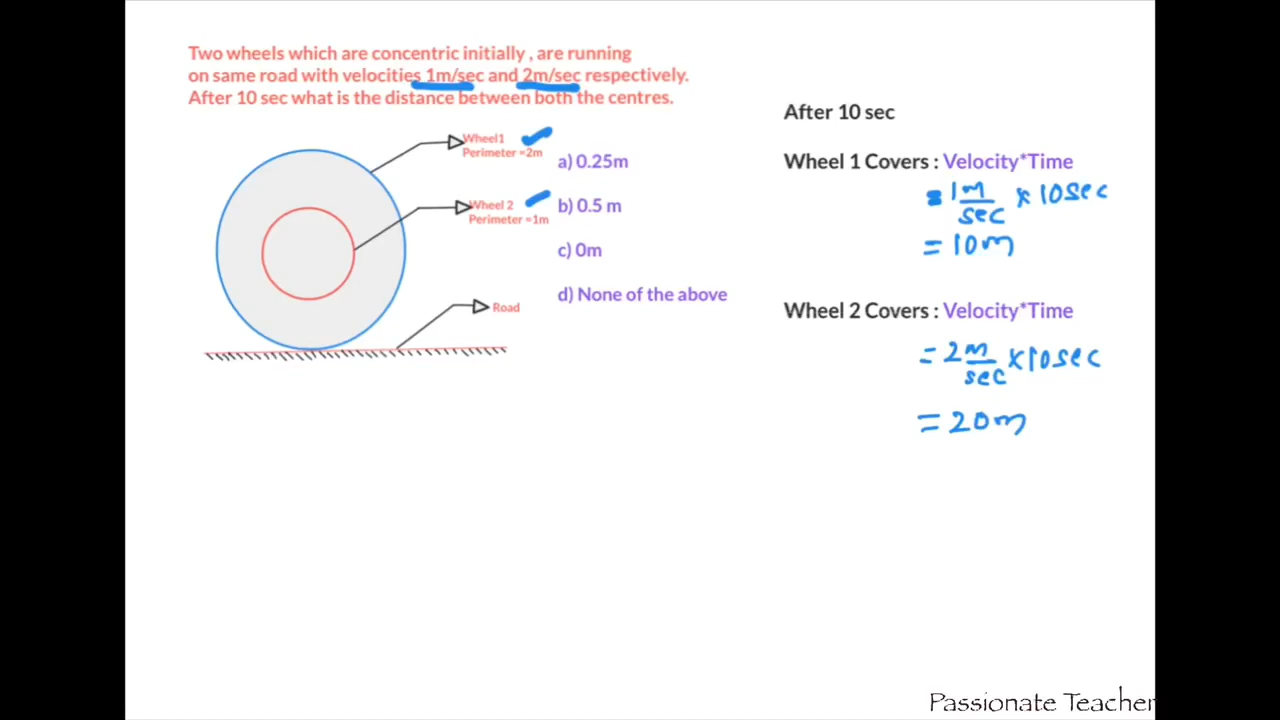 Two wheels which are concentric initially , are running
on same road with velocities 1m/sec and 2m/sec respectively.
After 10 sec what is the distance between both the centres.
Wheel1
Perimeter =2m
a) 0.25m
Wheel 2
Perimeter =1m
b) 0.5 m
c) 0m
d) None of the above
Road
After 10 sec
Wheel 1 Covers : Velocity*Time
= 1m/sec × 10sec
= 10m
Wheel 2 Covers : Velocity*Time
= 2m/sec × 10sec
= 20m
Passionate Teacher